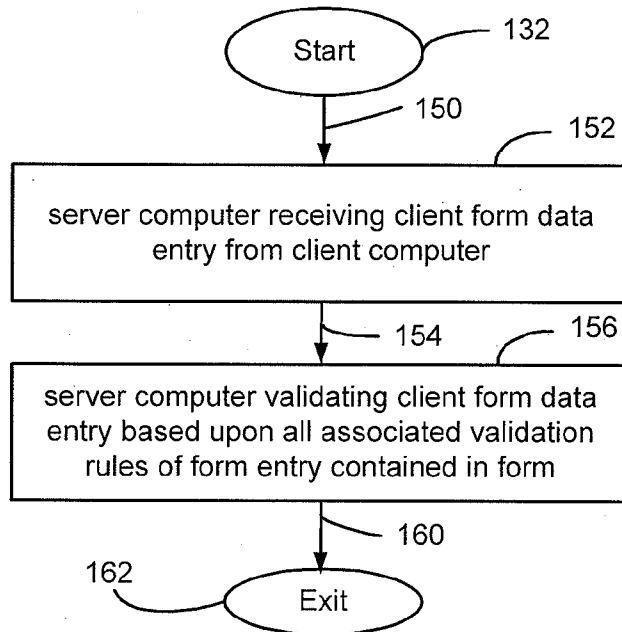 Start
132
150
152
server computer receiving client form data
entry from client computer
154
156
server computer validating client form data
entry based upon all associated validation
rules of form entry contained in form
160
162
Exit